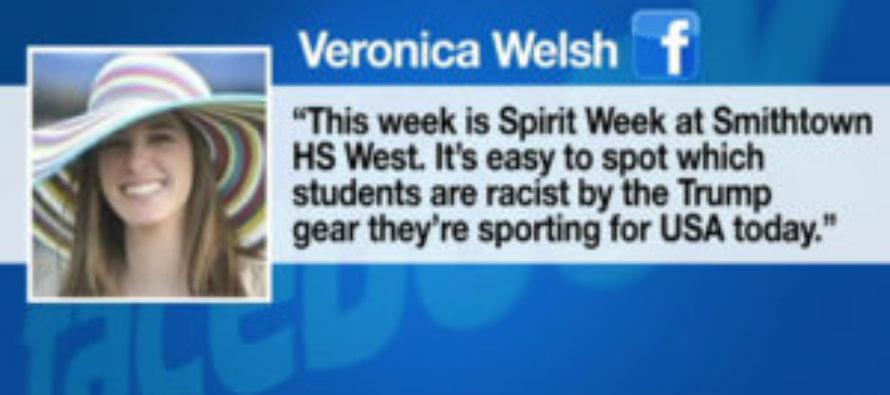 Veronica Welsh f
“This week is Spirit Week at Smithtown
HS West. It's easy to spot which
students are racist by the Trump
gear they're sporting for USA today.”
facebook